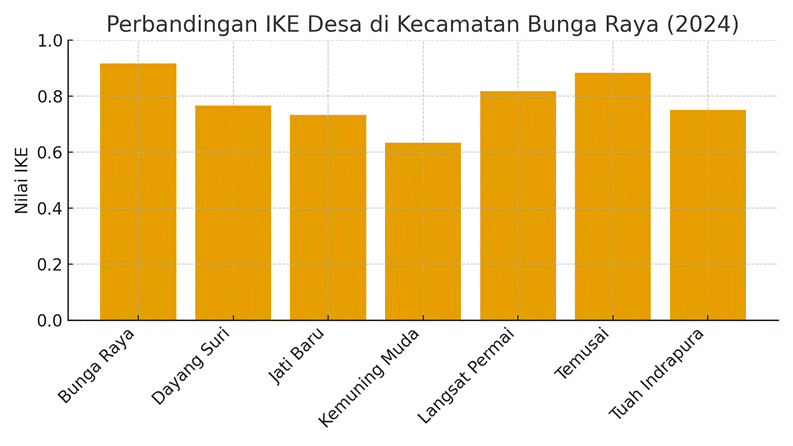 Perbandingan IKE Desa di Kecamatan Bunga Raya (2024)
Nilai IKE
1.0
0.8
0.6
0.4
0.2
0.0
Bunga Raya
Dayang Suri
Jati Baru
Kemuning Muda
Langsat Permai
Temusai
Tuah Indrapura